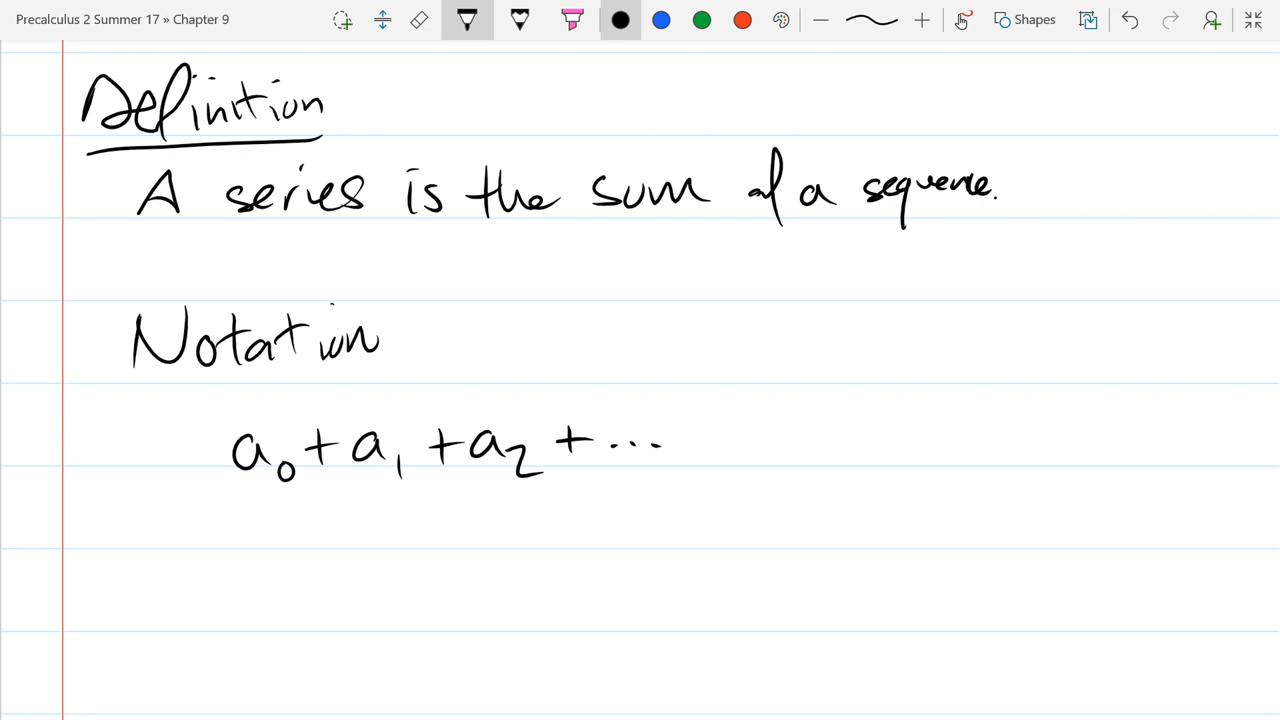 Precalculus 2 Summer 17 » Chapter 9
Shapes
Definition
A series is the sum of a sequence.
Notation
a₀ + a₁ + a₂ + ...